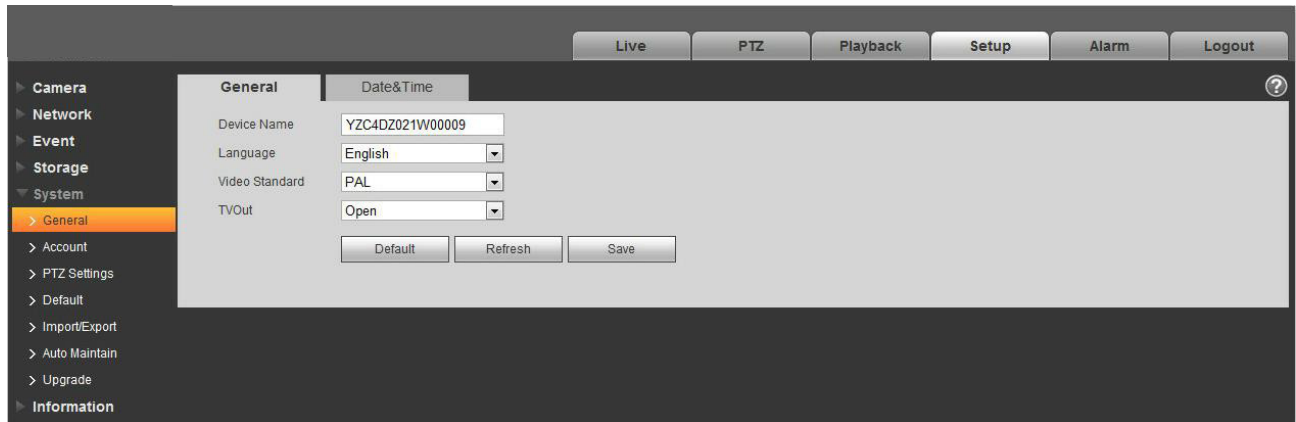 Live PTZ Playback Setup Alarm Logout
Camera
Network
Event
Storage
System
General
Account
PTZ Settings
Default
Import/Export
Auto Maintain
Upgrade
Information
General Date&Time ?
Device Name YZC4DZ021W00009
Language English
Video Standard PAL
TVOut Open
Default Refresh Save